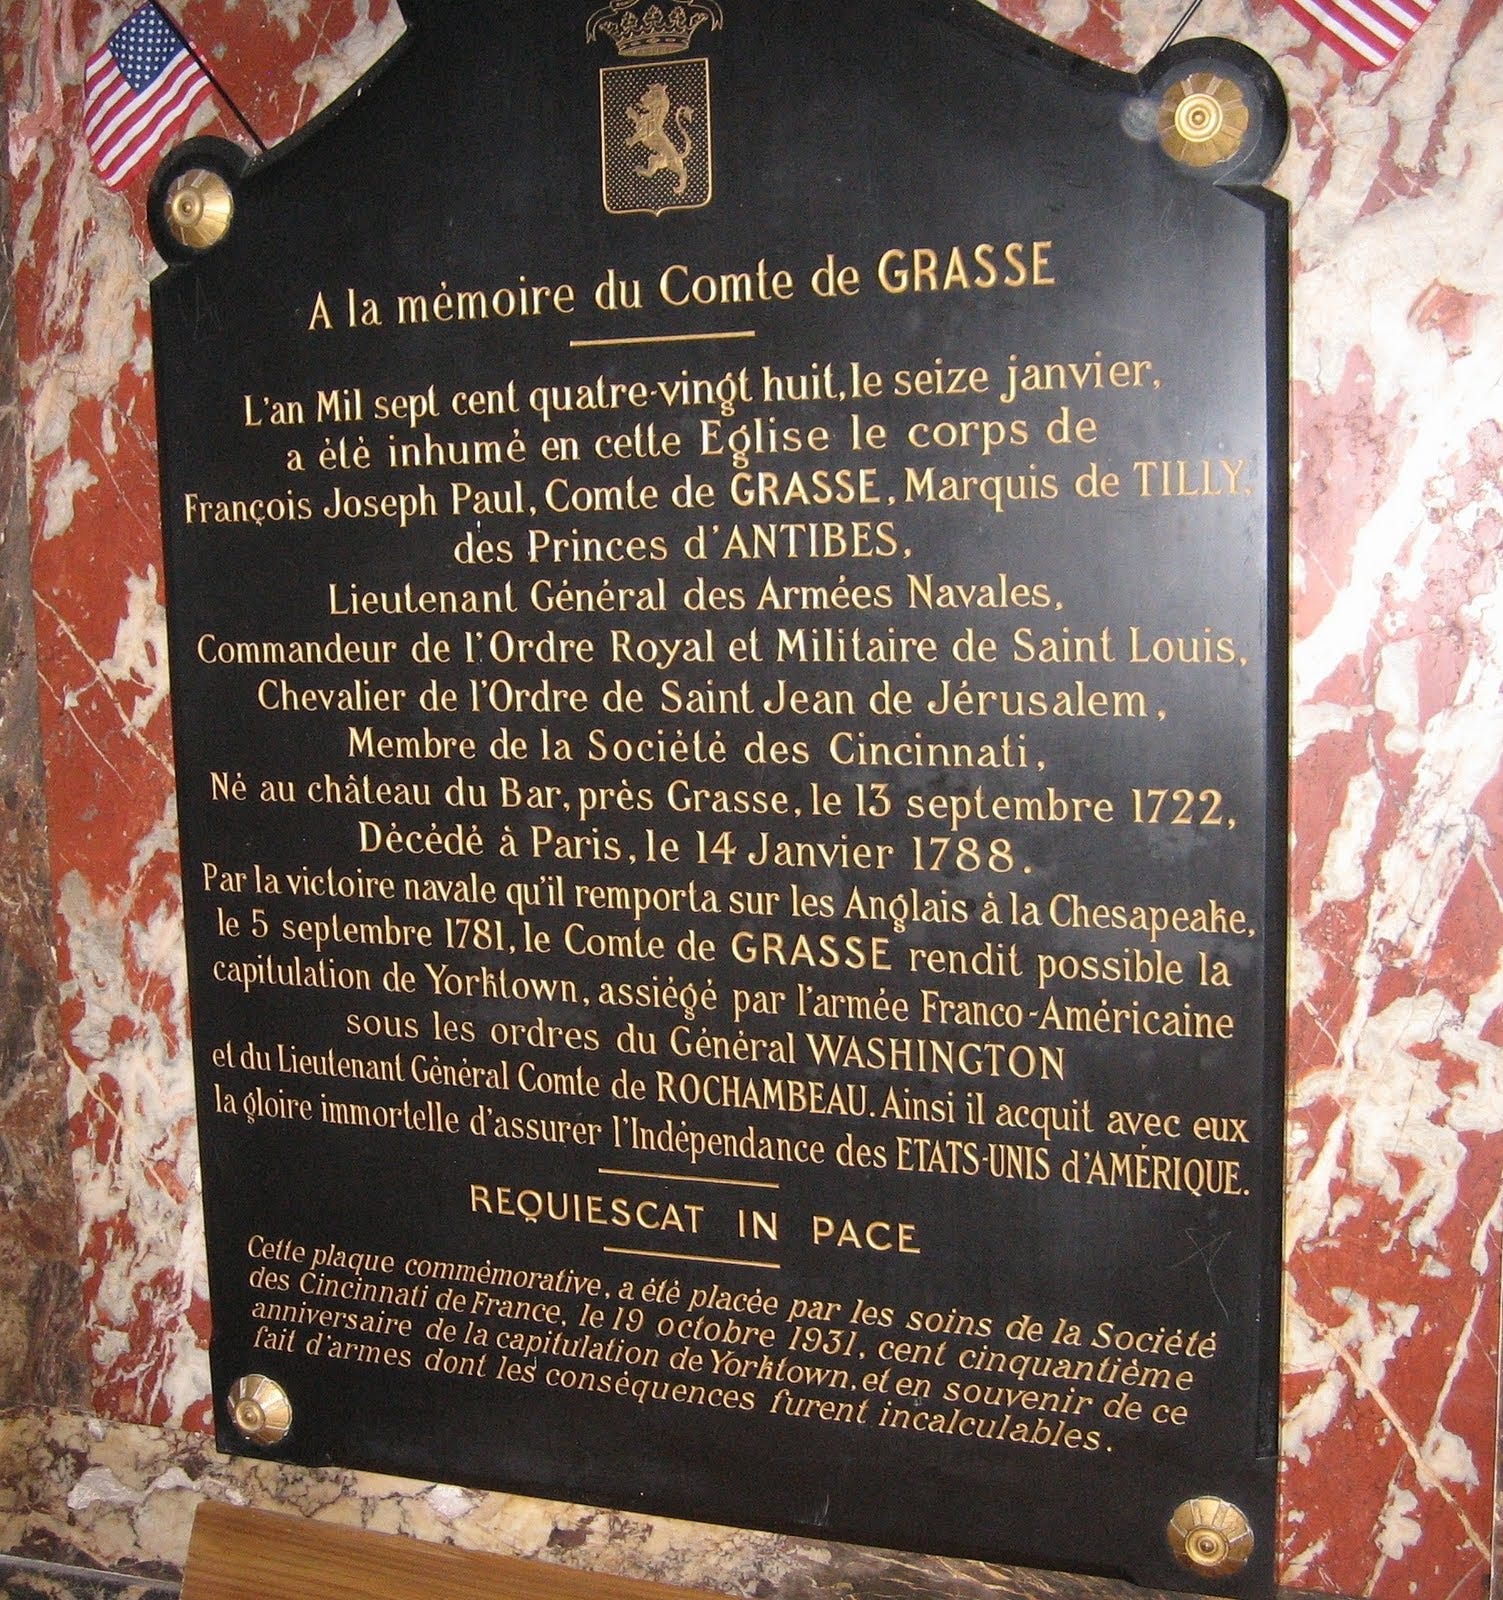 A la mémoire du Comte de GRASSE
L'an Mil sept cent quatre-vingt huit, le seize janvier,
a été inhumé en cette Eglise le corps de
François Joseph Paul, Comte de GRASSE, Marquis de TILLY,
des Princes d'ANTIBES,
Lieutenant Général des Armées Navales,
Commandeur de l'Ordre Royal et Militaire de Saint Louis,
Chevalier de l'Ordre de Saint Jean de Jérusalem,
Membre de la Société des Cincinnati,
Né au château du Bar, près Grasse, le 13 septembre 1722,
Décédé à Paris, le 14 Janvier 1788.
Par la victoire navale qu'il remporta sur les Anglais à la Chesapeake,
le 5 septembre 1781, le Comte de GRASSE rendit possible la
capitulation de Yorktown, assiégé par l'armée Franco-Américaine
sous les ordres du Général WASHINGTON
et du Lieutenant Général Comte de ROCHAMBEAU. Ainsi il acquit avec eux
la gloire immortelle d'assurer l'Indépendance des ETATS-UNIS d'AMÉRIQUE.
REQUIESCAT IN PACE
Cette plaque commémorative, a été placée par les soins de la Société
des Cincinnati de France, le 19 octobre 1931, cent cinquantième
anniversaire de la capitulation de Yorktown, et en souvenir de ce
fait d'armes dont les conséquences furent incalculables.